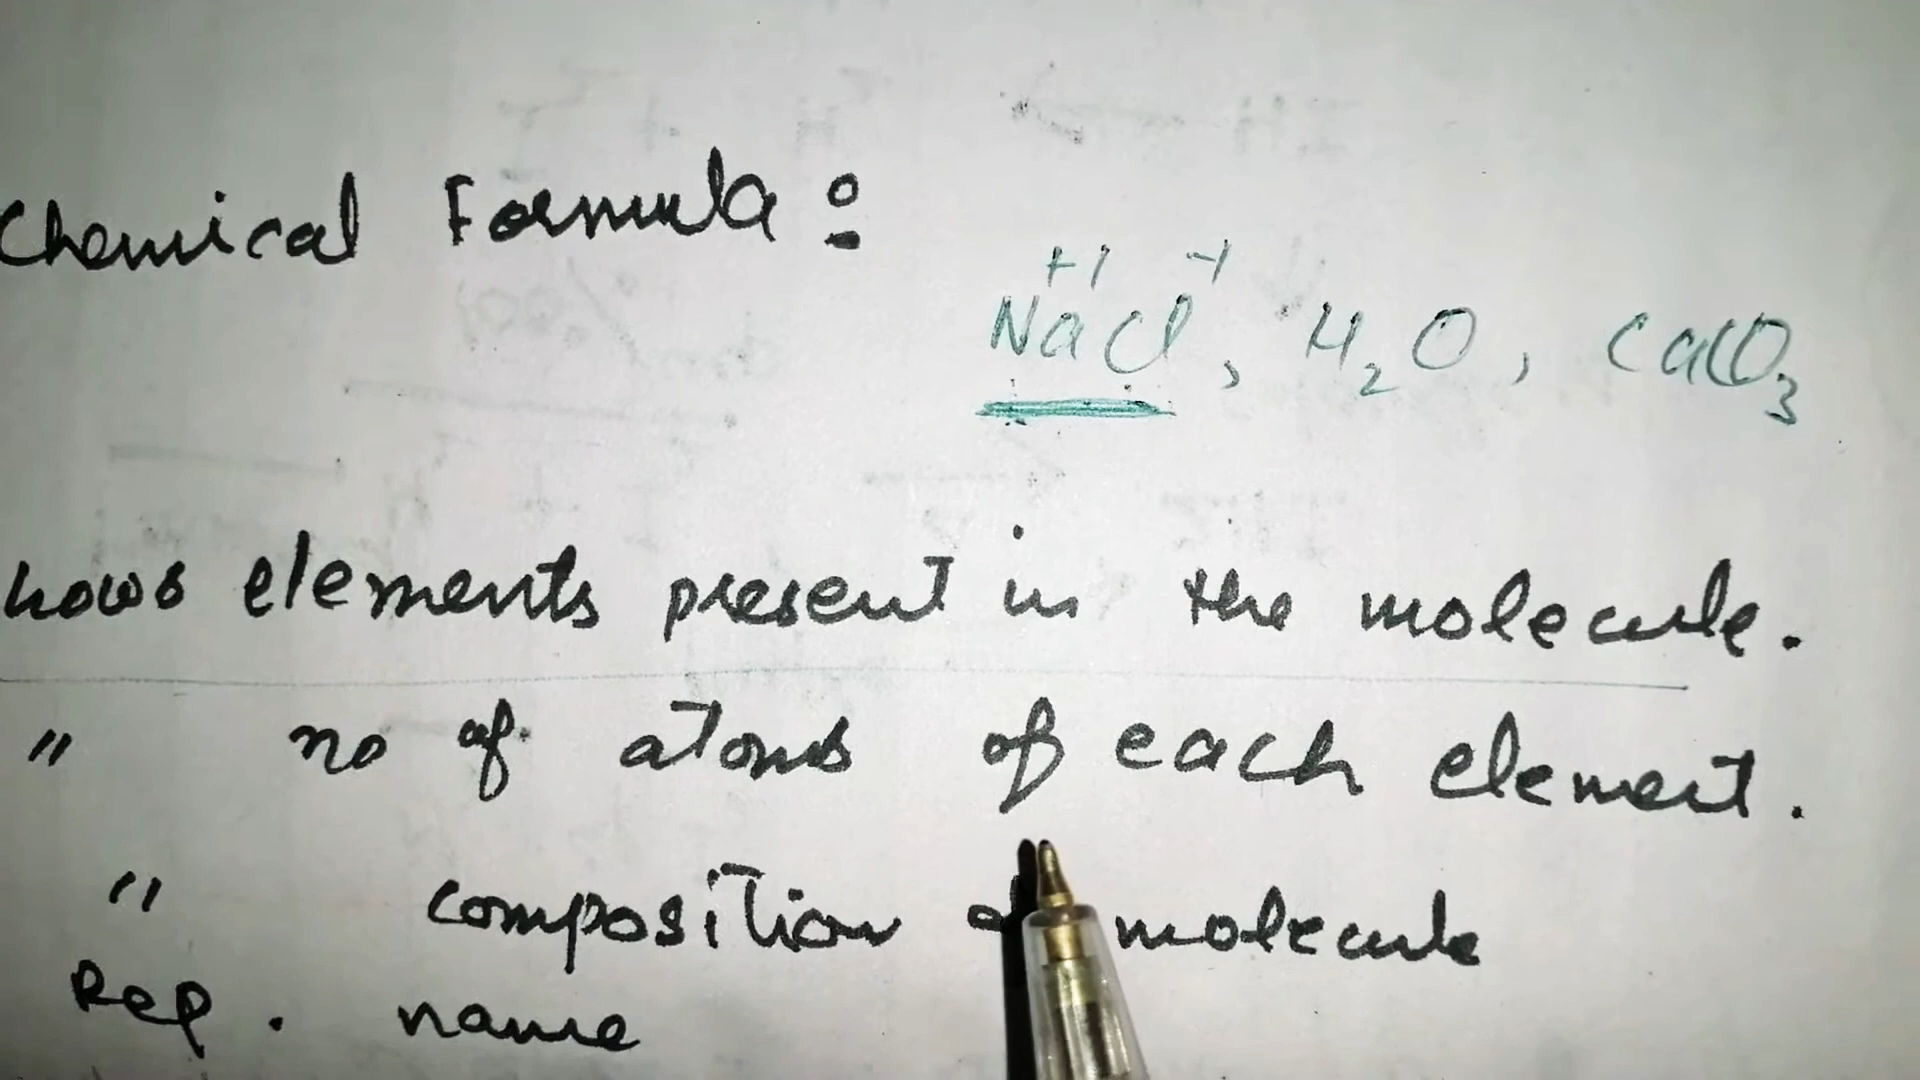 Chemical Formula:
+1 -1
NaCl, H₂O, CaCO₃
hows elements present in the molecule.
" no of atoms of each element.
" composition molecule
Rep. name